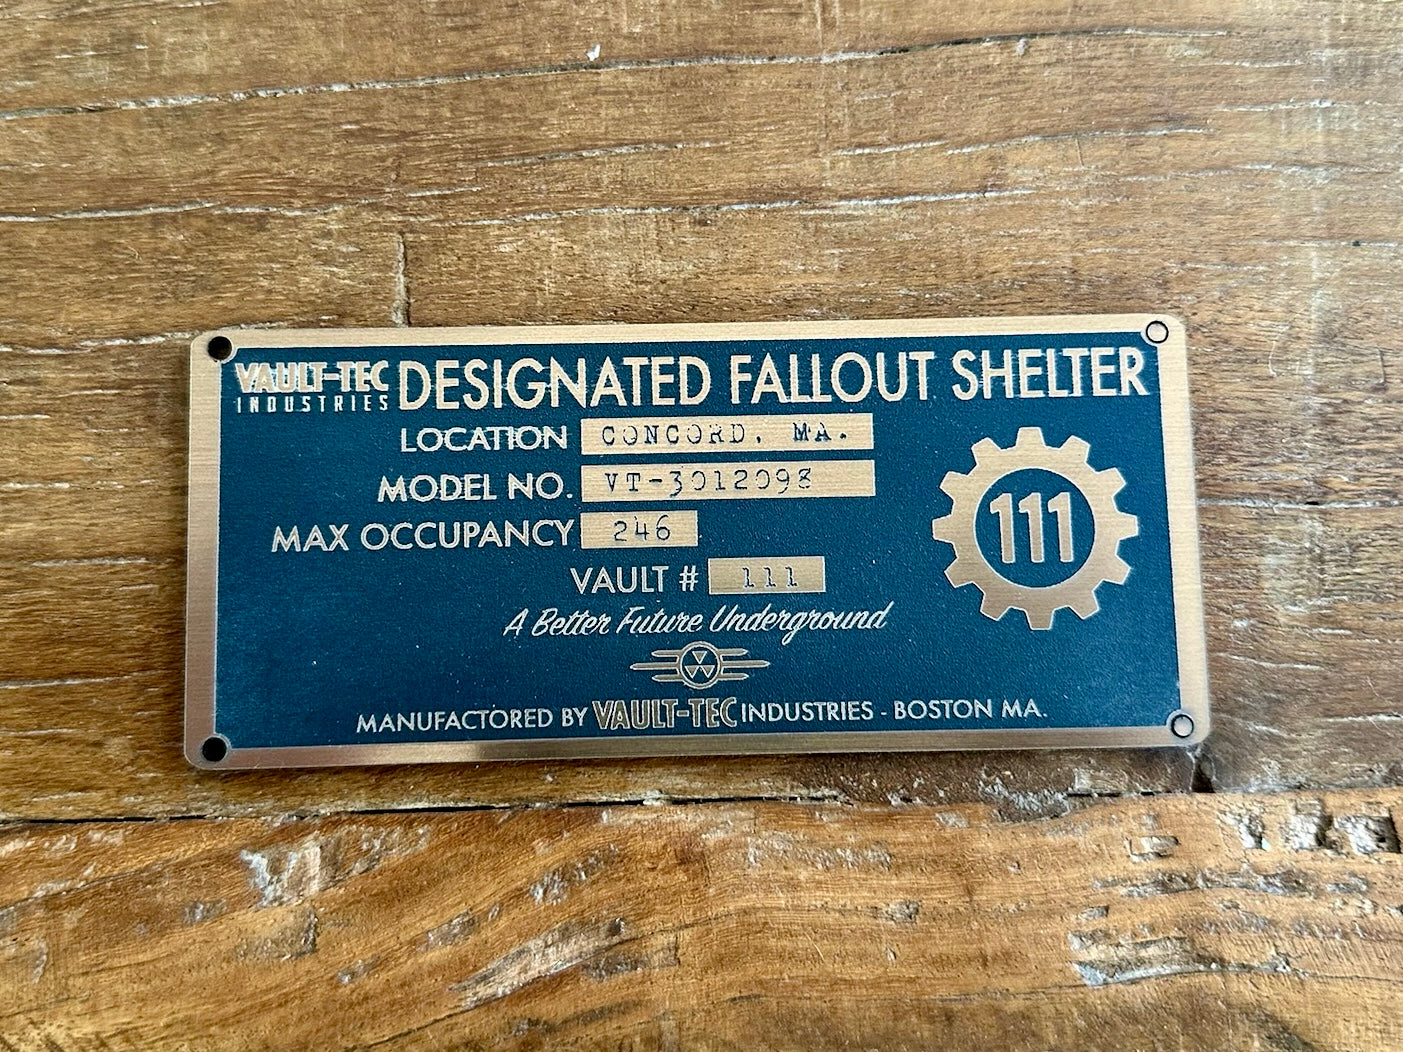 VAULT-TEC INDUSTRIES DESIGNATED FALLOUT SHELTER
LOCATION CONCORD, MA.
MODEL NO. VT-3012098
MAX OCCUPANCY 246
VAULT # 111
111
A Better Future Underground
MANUFACTORED BY VAULT-TEC INDUSTRIES - BOSTON MA.